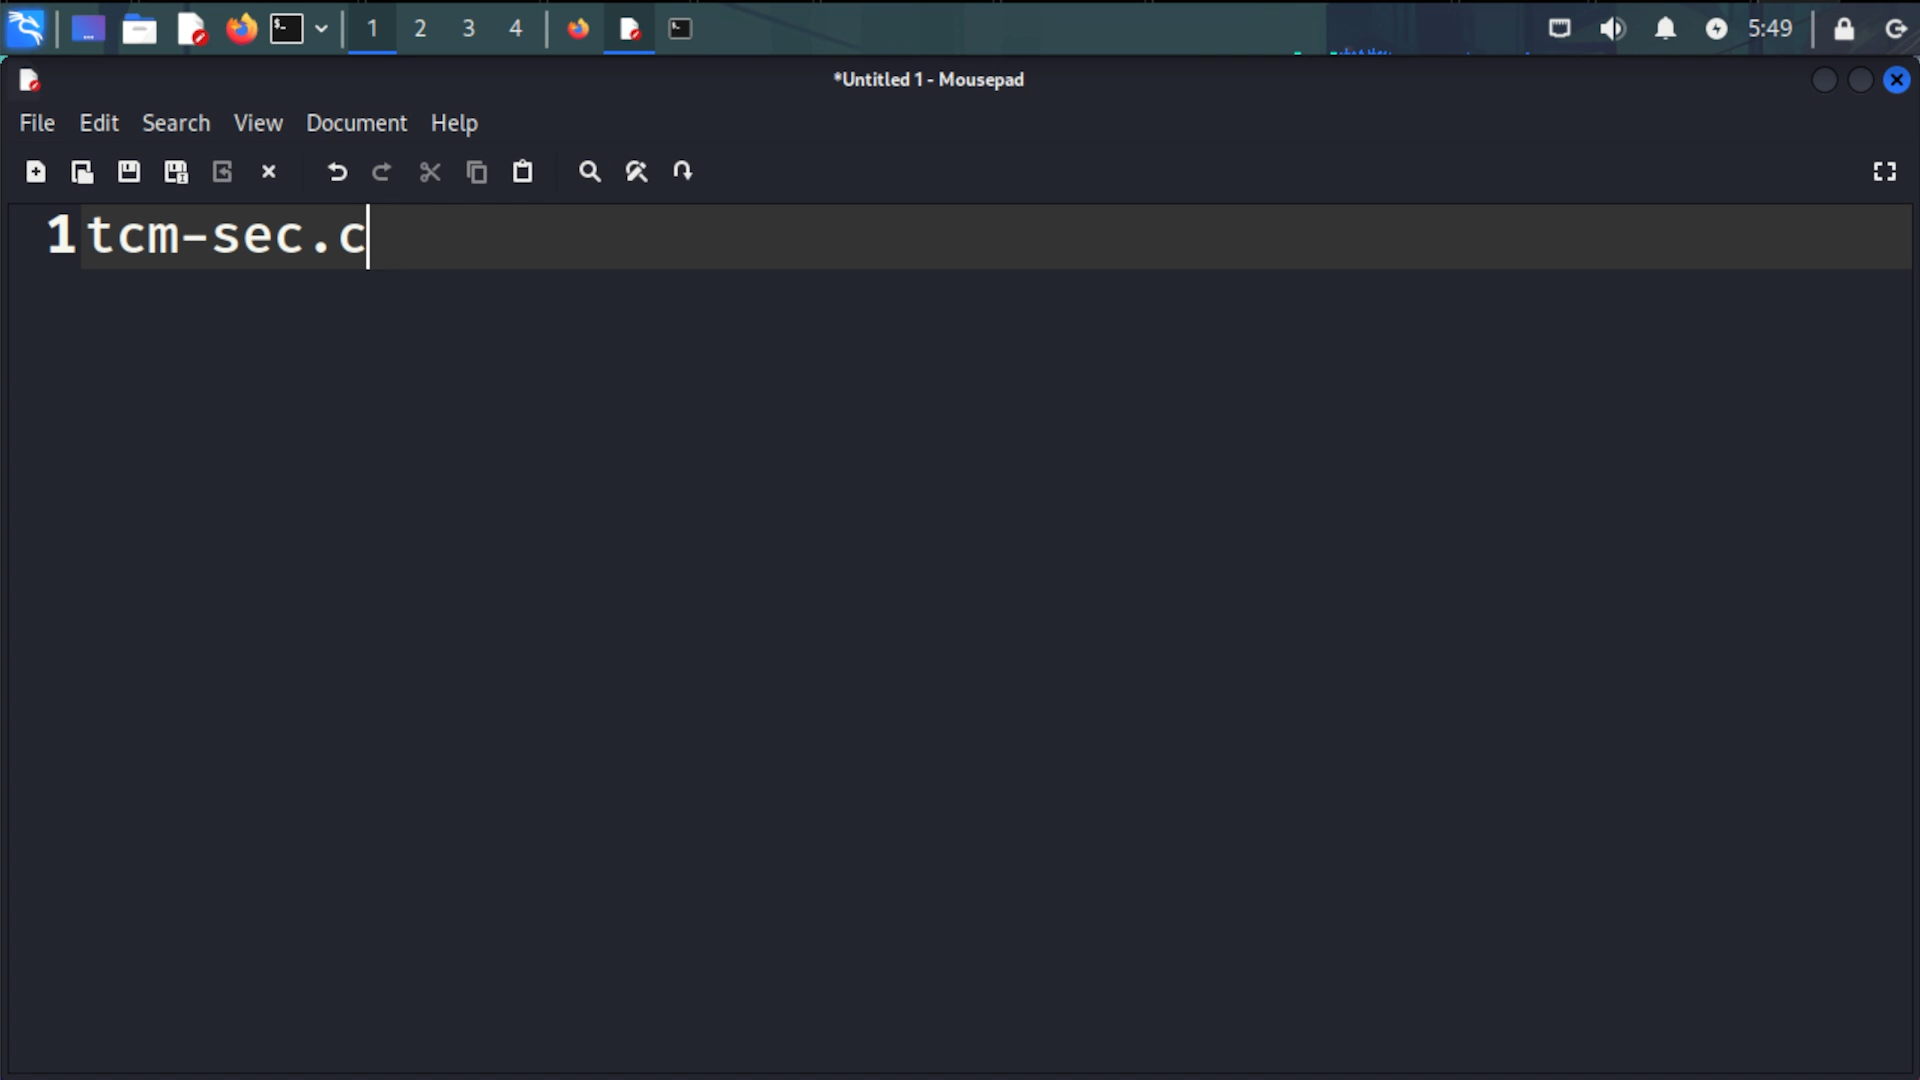 1 2 3 4 5:49
*Untitled 1 - Mousepad
File Edit Search View Document Help
1 tcm-sec.c